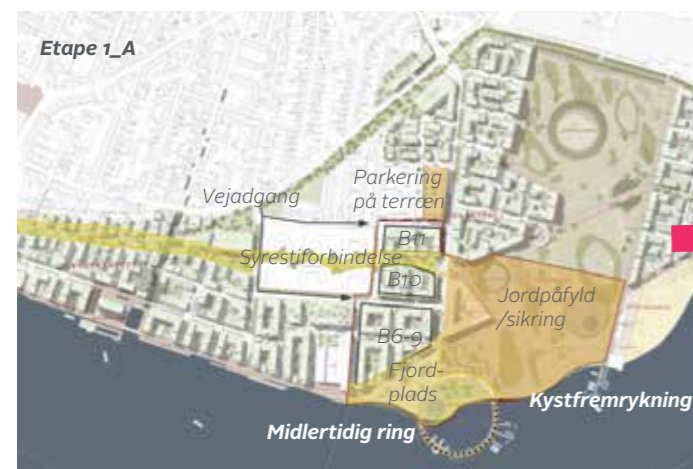 Etape 1_A
Parkering
på terræn
Vejadgang
B11
Syrestiforbindelse
B10
Jordpåfyld
/sikring
B6-9
Fjord-
plads
Kystfremrykning
Midlertidig ring